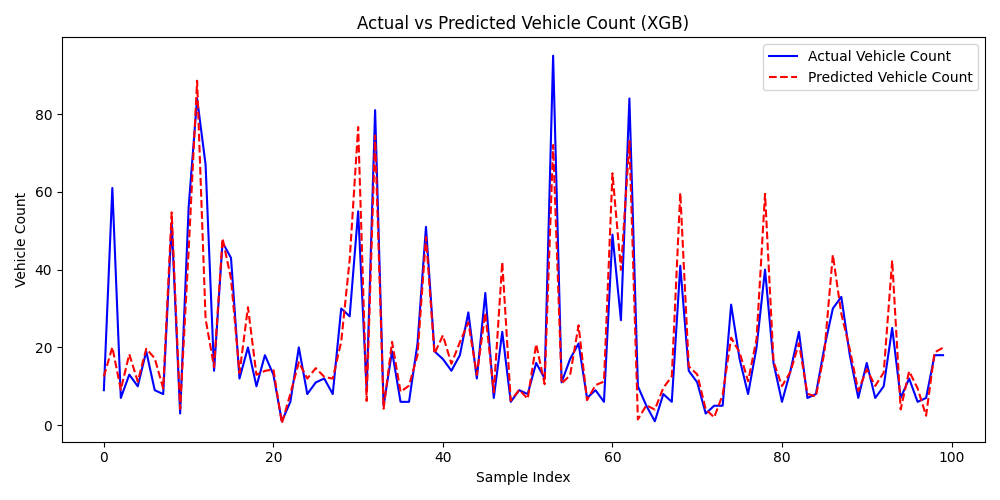 Actual vs Predicted Vehicle Count (XGB)
Actual Vehicle Count
Predicted Vehicle Count
Vehicle Count
80
60
40
20
0
0 20 40 60 80 100
Sample Index